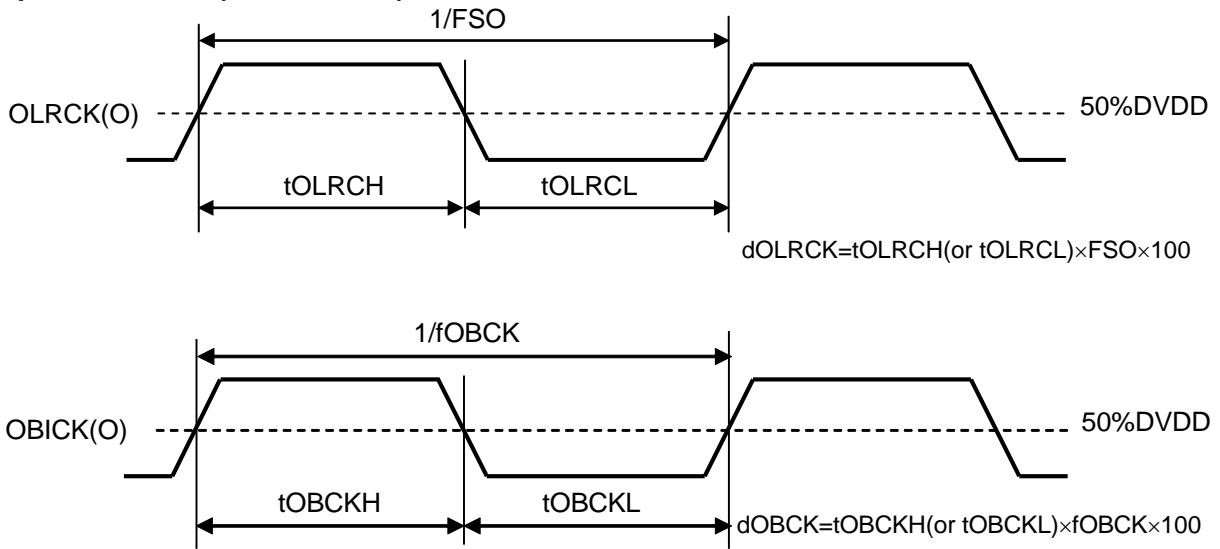 1/FSO
OLRCK(O)
50%DVDD
tOLRCH
tOLRCL
dOLRCK=tOLRCH(or tOLRCL)×FSO×100
1/fOBCK
OBICK(O)
50%DVDD
tOBCKH
tOBCKL
dOBCK=tOBCKH(or tOBCKL)×fOBCK×100